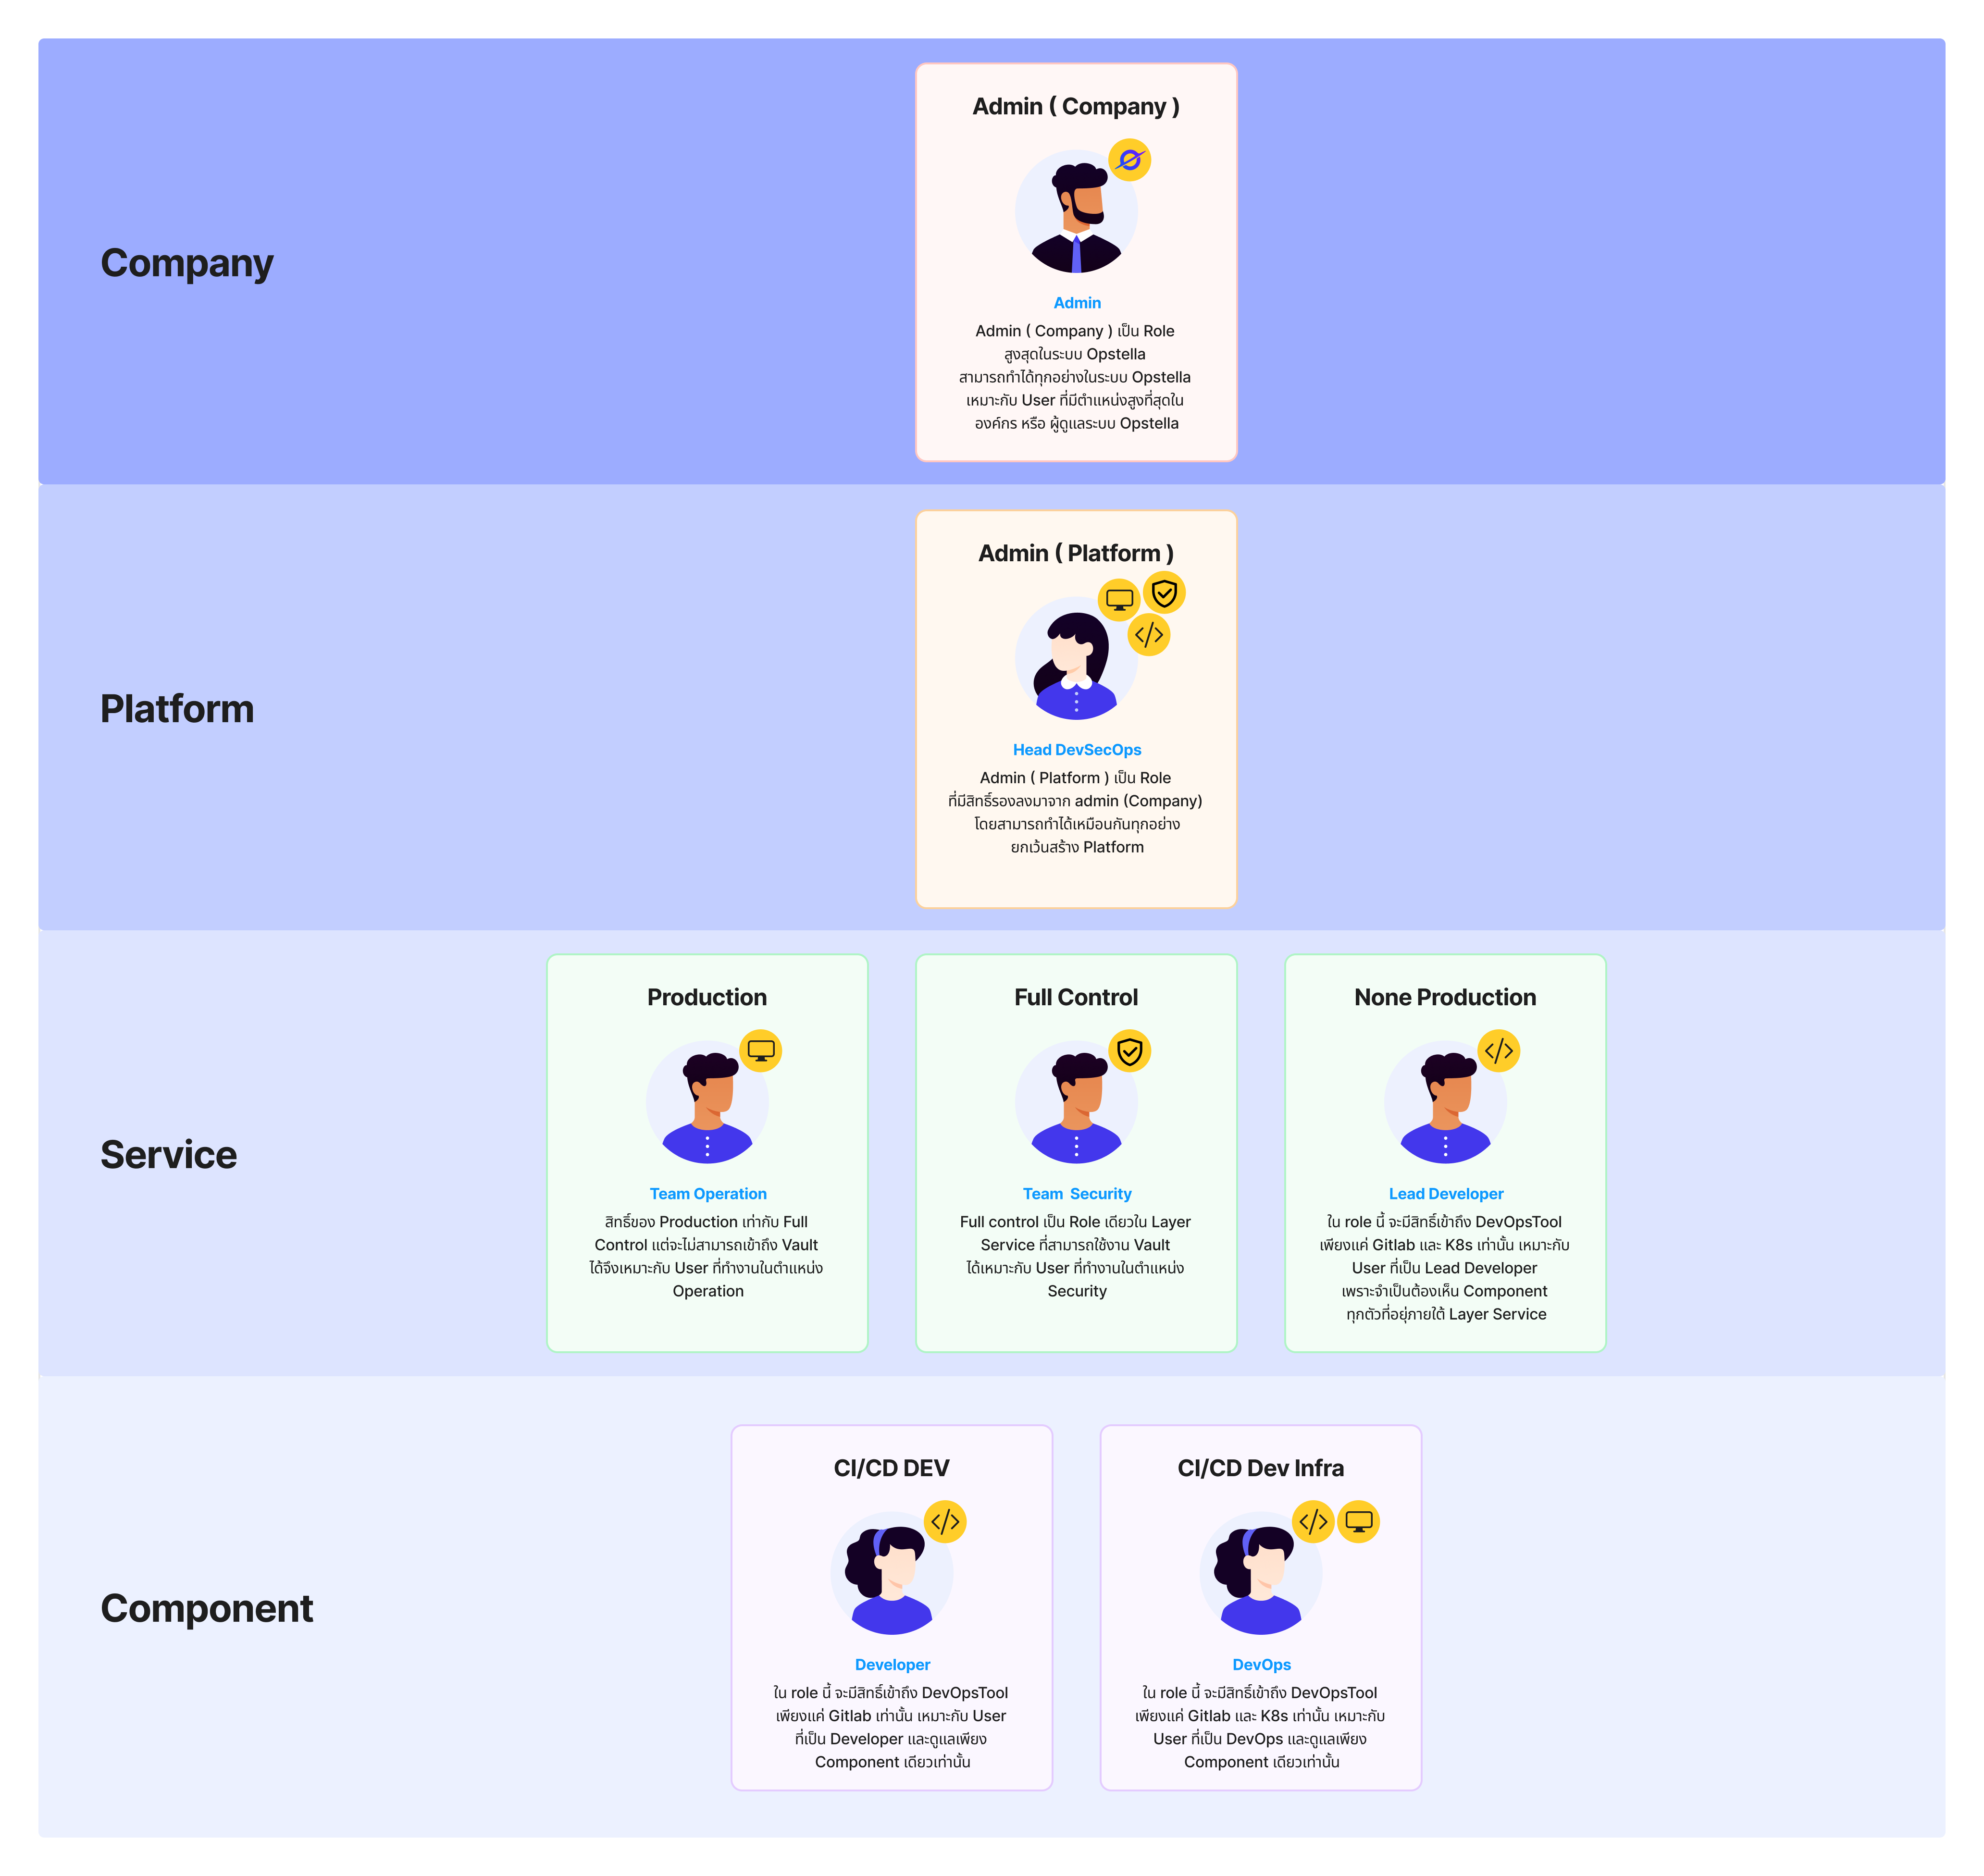 Company
Admin ( Company )
Admin
Admin ( Company ) เป็น Role
สูงสุดในระบบ Opstella
สามารถทำได้ทุกอย่างในระบบ Opstella
เหมาะกับ User ที่มีตำแหน่งสูงที่สุดใน
องค์กร หรือ ผู้ดูแลระบบ Opstella
Platform
Admin ( Platform )
Head DevSecOps
Admin ( Platform ) เป็น Role
ที่มีสิทธิ์รองลงมาจาก admin (Company)
โดยสามารถทำได้เหมือนกันทุกอย่าง
ยกเว้นสร้าง Platform
Service
Production
Team Operation
สิทธิ์ของ Production เท่ากับ Full
Control แต่จะไม่สามารถเข้าถึง Vault
ได้จึงเหมาะกับ User ที่ทำงานในตำแหน่ง
Operation
Full Control
Team Security
Full control เป็น Role เดียวใน Layer
Service ที่สามารถใช้งาน Vault
ได้เหมาะกับ User ที่ทำงานในตำแหน่ง
Security
None Production
Lead Developer
ใน role นี้ จะมีสิทธิ์เข้าถึง DevOpsTool
เพียงแค่ Gitlab และ K8s เท่านั้น เหมาะกับ
User ที่เป็น Lead Developer
เพราะจำเป็นต้องเห็น Component
ทุกตัวที่อยุ่ภายใต้ Layer Service
Component
CI/CD DEV
Developer
ใน role นี้ จะมีสิทธิ์เข้าถึง DevOpsTool
เพียงแค่ Gitlab เท่านั้น เหมาะกับ User
ที่เป็น Developer และดูแลเพียง
Component เดียวเท่านั้น
CI/CD Dev Infra
DevOps
ใน role นี้ จะมีสิทธิ์เข้าถึง DevOpsTool
เพียงแค่ Gitlab และ K8s เท่านั้น เหมาะกับ
User ที่เป็น DevOps และดูแลเพียง
Component เดียวเท่านั้น